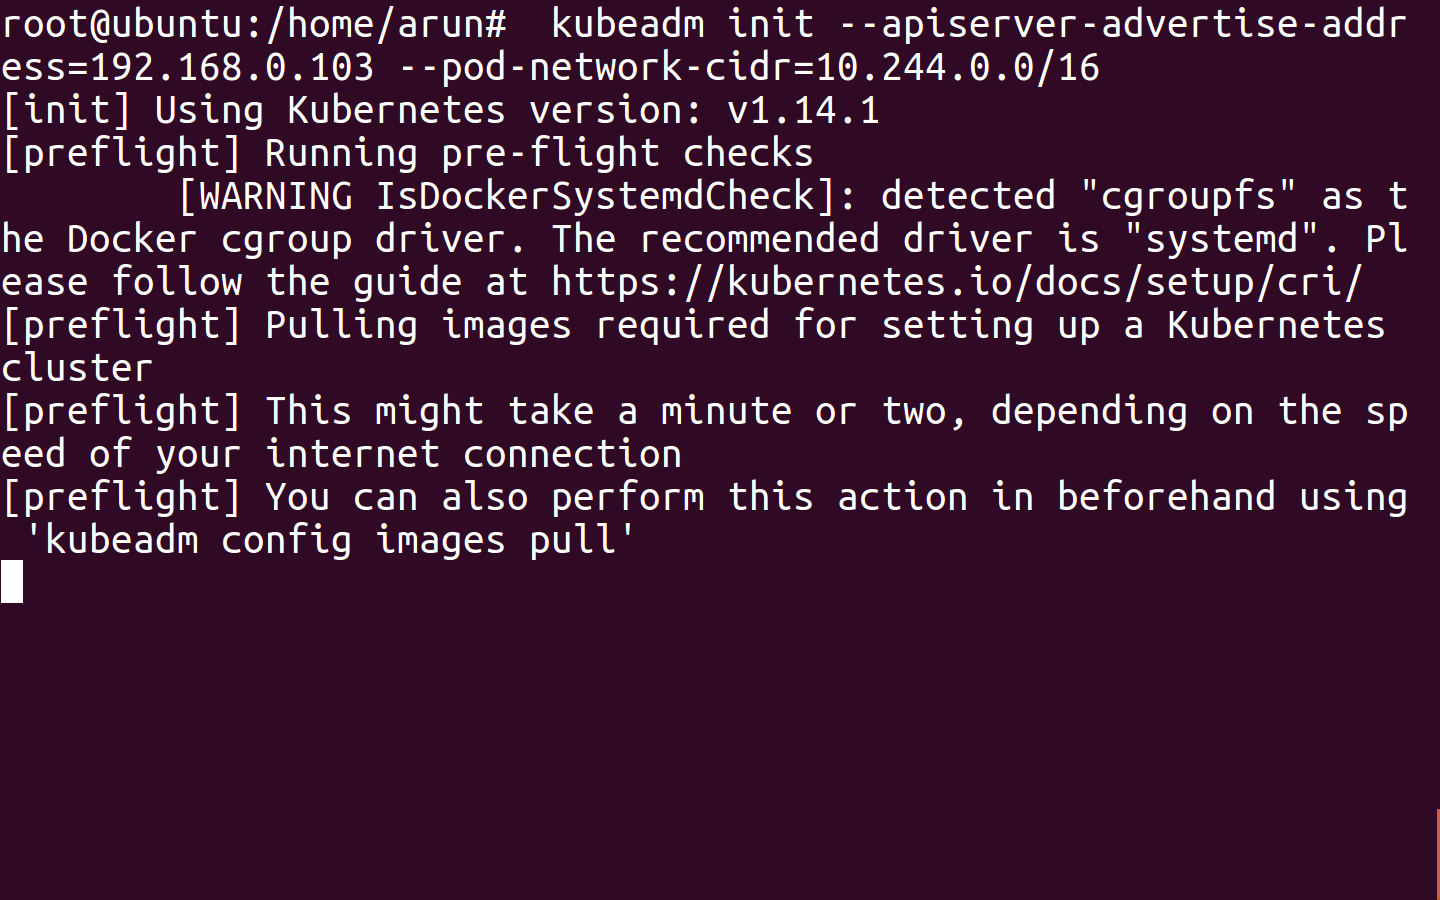 root@ubuntu:/home/arun#  kubeadm init --apiserver-advertise-addr
ess=192.168.0.103 --pod-network-cidr=10.244.0.0/16
[init] Using Kubernetes version: v1.14.1
[preflight] Running pre-flight checks
        [WARNING IsDockerSystemdCheck]: detected "cgroupfs" as t
he Docker cgroup driver. The recommended driver is "systemd". Pl
ease follow the guide at https://kubernetes.io/docs/setup/cri/
[preflight] Pulling images required for setting up a Kubernetes
cluster
[preflight] This might take a minute or two, depending on the sp
eed of your internet connection
[preflight] You can also perform this action in beforehand using
 'kubeadm config images pull'